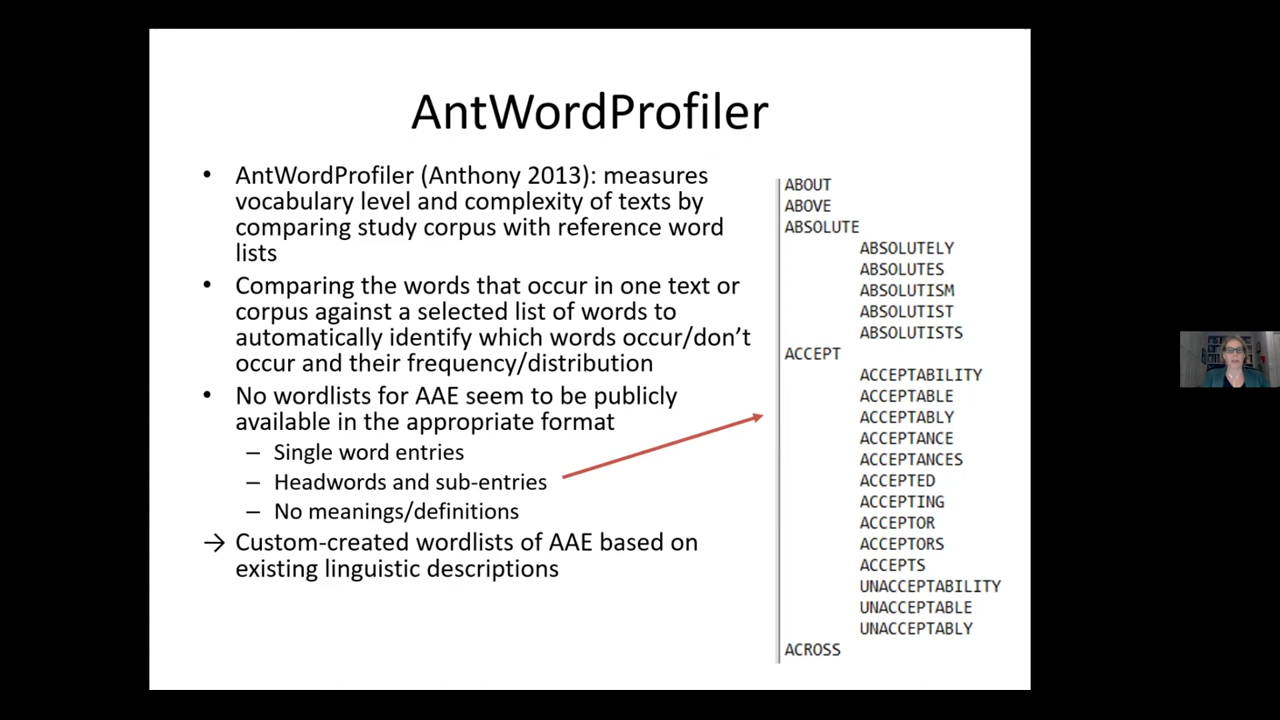 AntWordProfiler
• AntWordProfiler (Anthony 2013): measures
vocabulary level and complexity of texts by
comparing study corpus with reference word
lists
• Comparing the words that occur in one text or
corpus against a selected list of words to
automatically identify which words occur/don’t
occur and their frequency/distribution
• No wordlists for AAE seem to be publicly
available in the appropriate format
– Single word entries
– Headwords and sub-entries
– No meanings/definitions
→ Custom-created wordlists of AAE based on
existing linguistic descriptions
ABOUT
ABOVE
ABSOLUTE
ABSOLUTELY
ABSOLUTES
ABSOLUTISM
ABSOLUTIST
ABSOLUTISTS
ACCEPT
ACCEPTABILITY
ACCEPTABLE
ACCEPTABLY
ACCEPTANCE
ACCEPTANCES
ACCEPTED
ACCEPTING
ACCEPTOR
ACCEPTORS
ACCEPTS
UNACCEPTABILITY
UNACCEPTABLE
UNACCEPTABLY
ACROSS